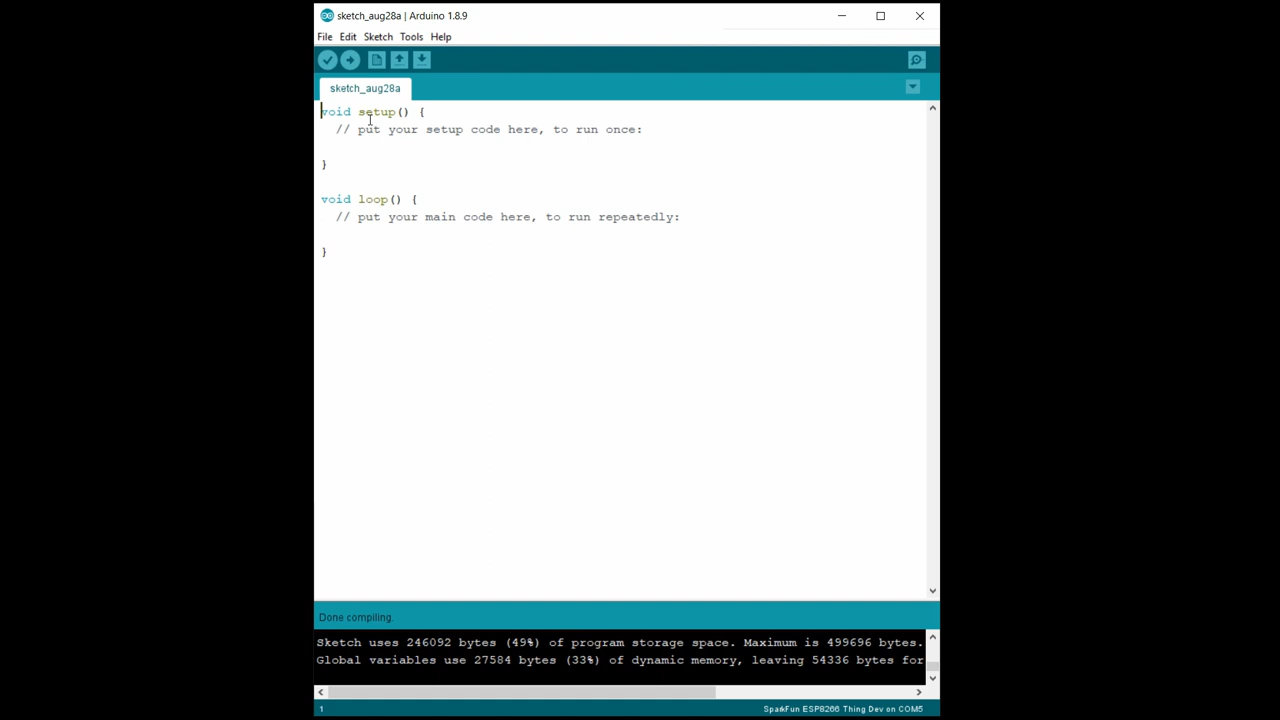 sketch_aug28a | Arduino 1.8.9
File Edit Sketch Tools Help
sketch_aug28a
void setup() {
  // put your setup code here, to run once:
}
void loop() {
  // put your main code here, to run repeatedly:
}
Done compiling.
Sketch uses 246092 bytes (49%) of program storage space. Maximum is 499696 bytes.
Global variables use 27584 bytes (33%) of dynamic memory, leaving 54336 bytes for
1 SparkFun ESP8266 Thing Dev on COM5